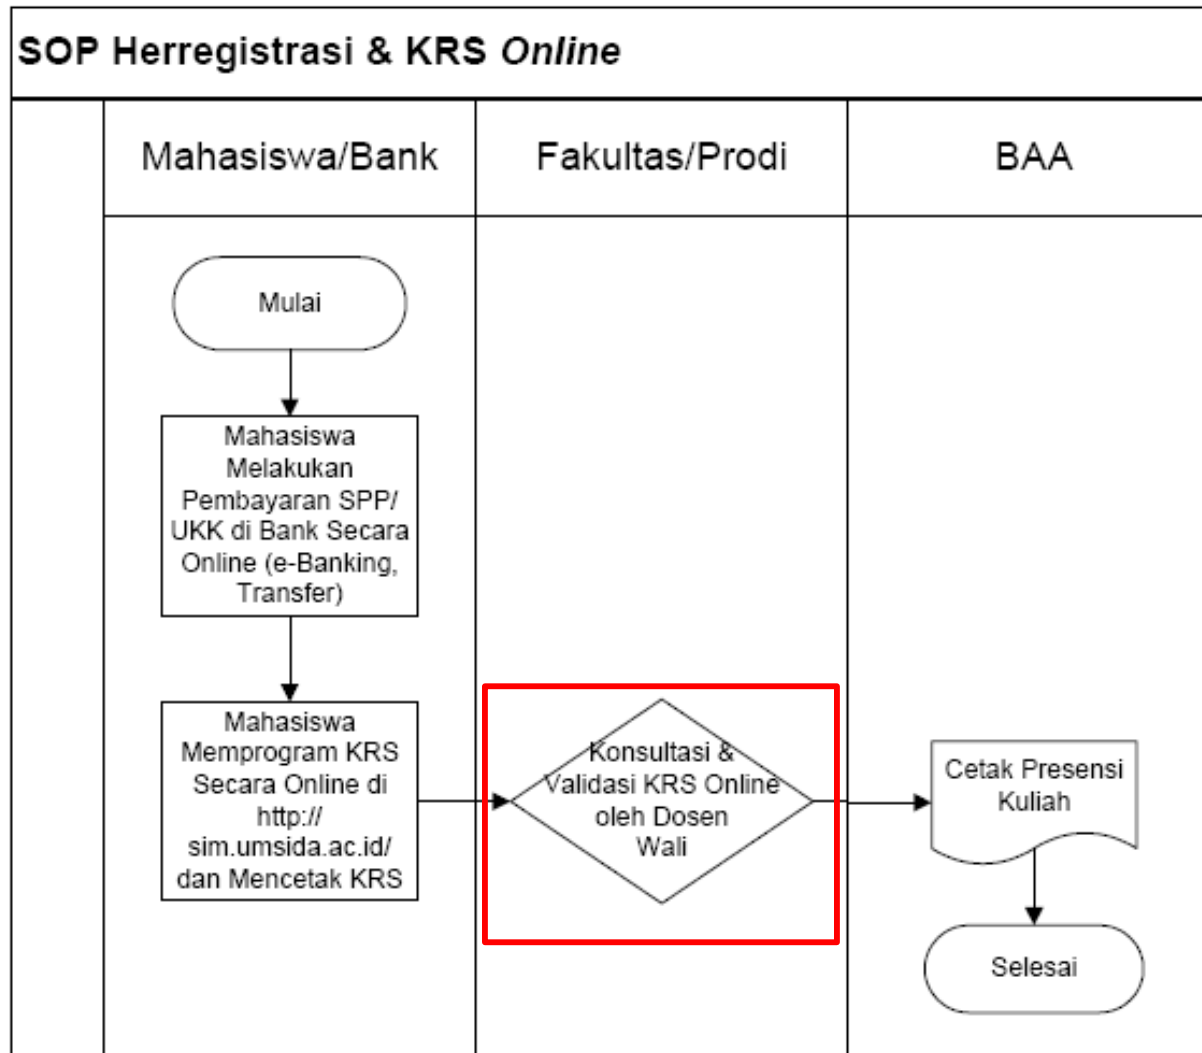 SOP Herregistrasi & KRS Online
Mahasiswa/Bank
Fakultas/Prodi
BAA
Mulai
Mahasiswa
Melakukan
Pembayaran SPP/
UKK di Bank Secara
Online (e-Banking,
Transfer)
Mahasiswa
Memprogram KRS
Secara Online di
http://
sim.umsida.ac.id/
dan Mencetak KRS
Konsultasi &
Validasi KRS Online
oleh Dosen
Wali
Cetak Presensi
Kuliah
Selesai